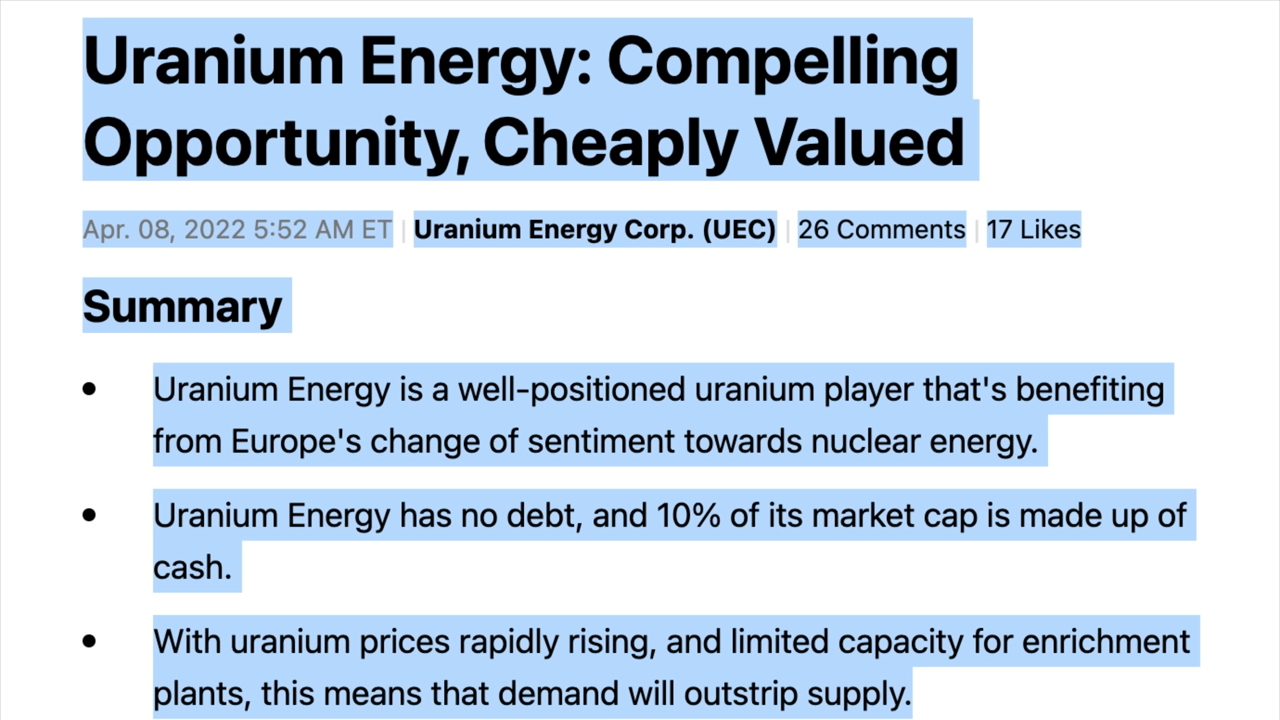 Uranium Energy: Compelling
Opportunity, Cheaply Valued
Apr. 08, 2022 5:52 AM ET | Uranium Energy Corp. (UEC) | 26 Comments | 17 Likes
Summary
• Uranium Energy is a well-positioned uranium player that's benefiting
from Europe's change of sentiment towards nuclear energy.
• Uranium Energy has no debt, and 10% of its market cap is made up of
cash.
• With uranium prices rapidly rising, and limited capacity for enrichment
plants, this means that demand will outstrip supply.